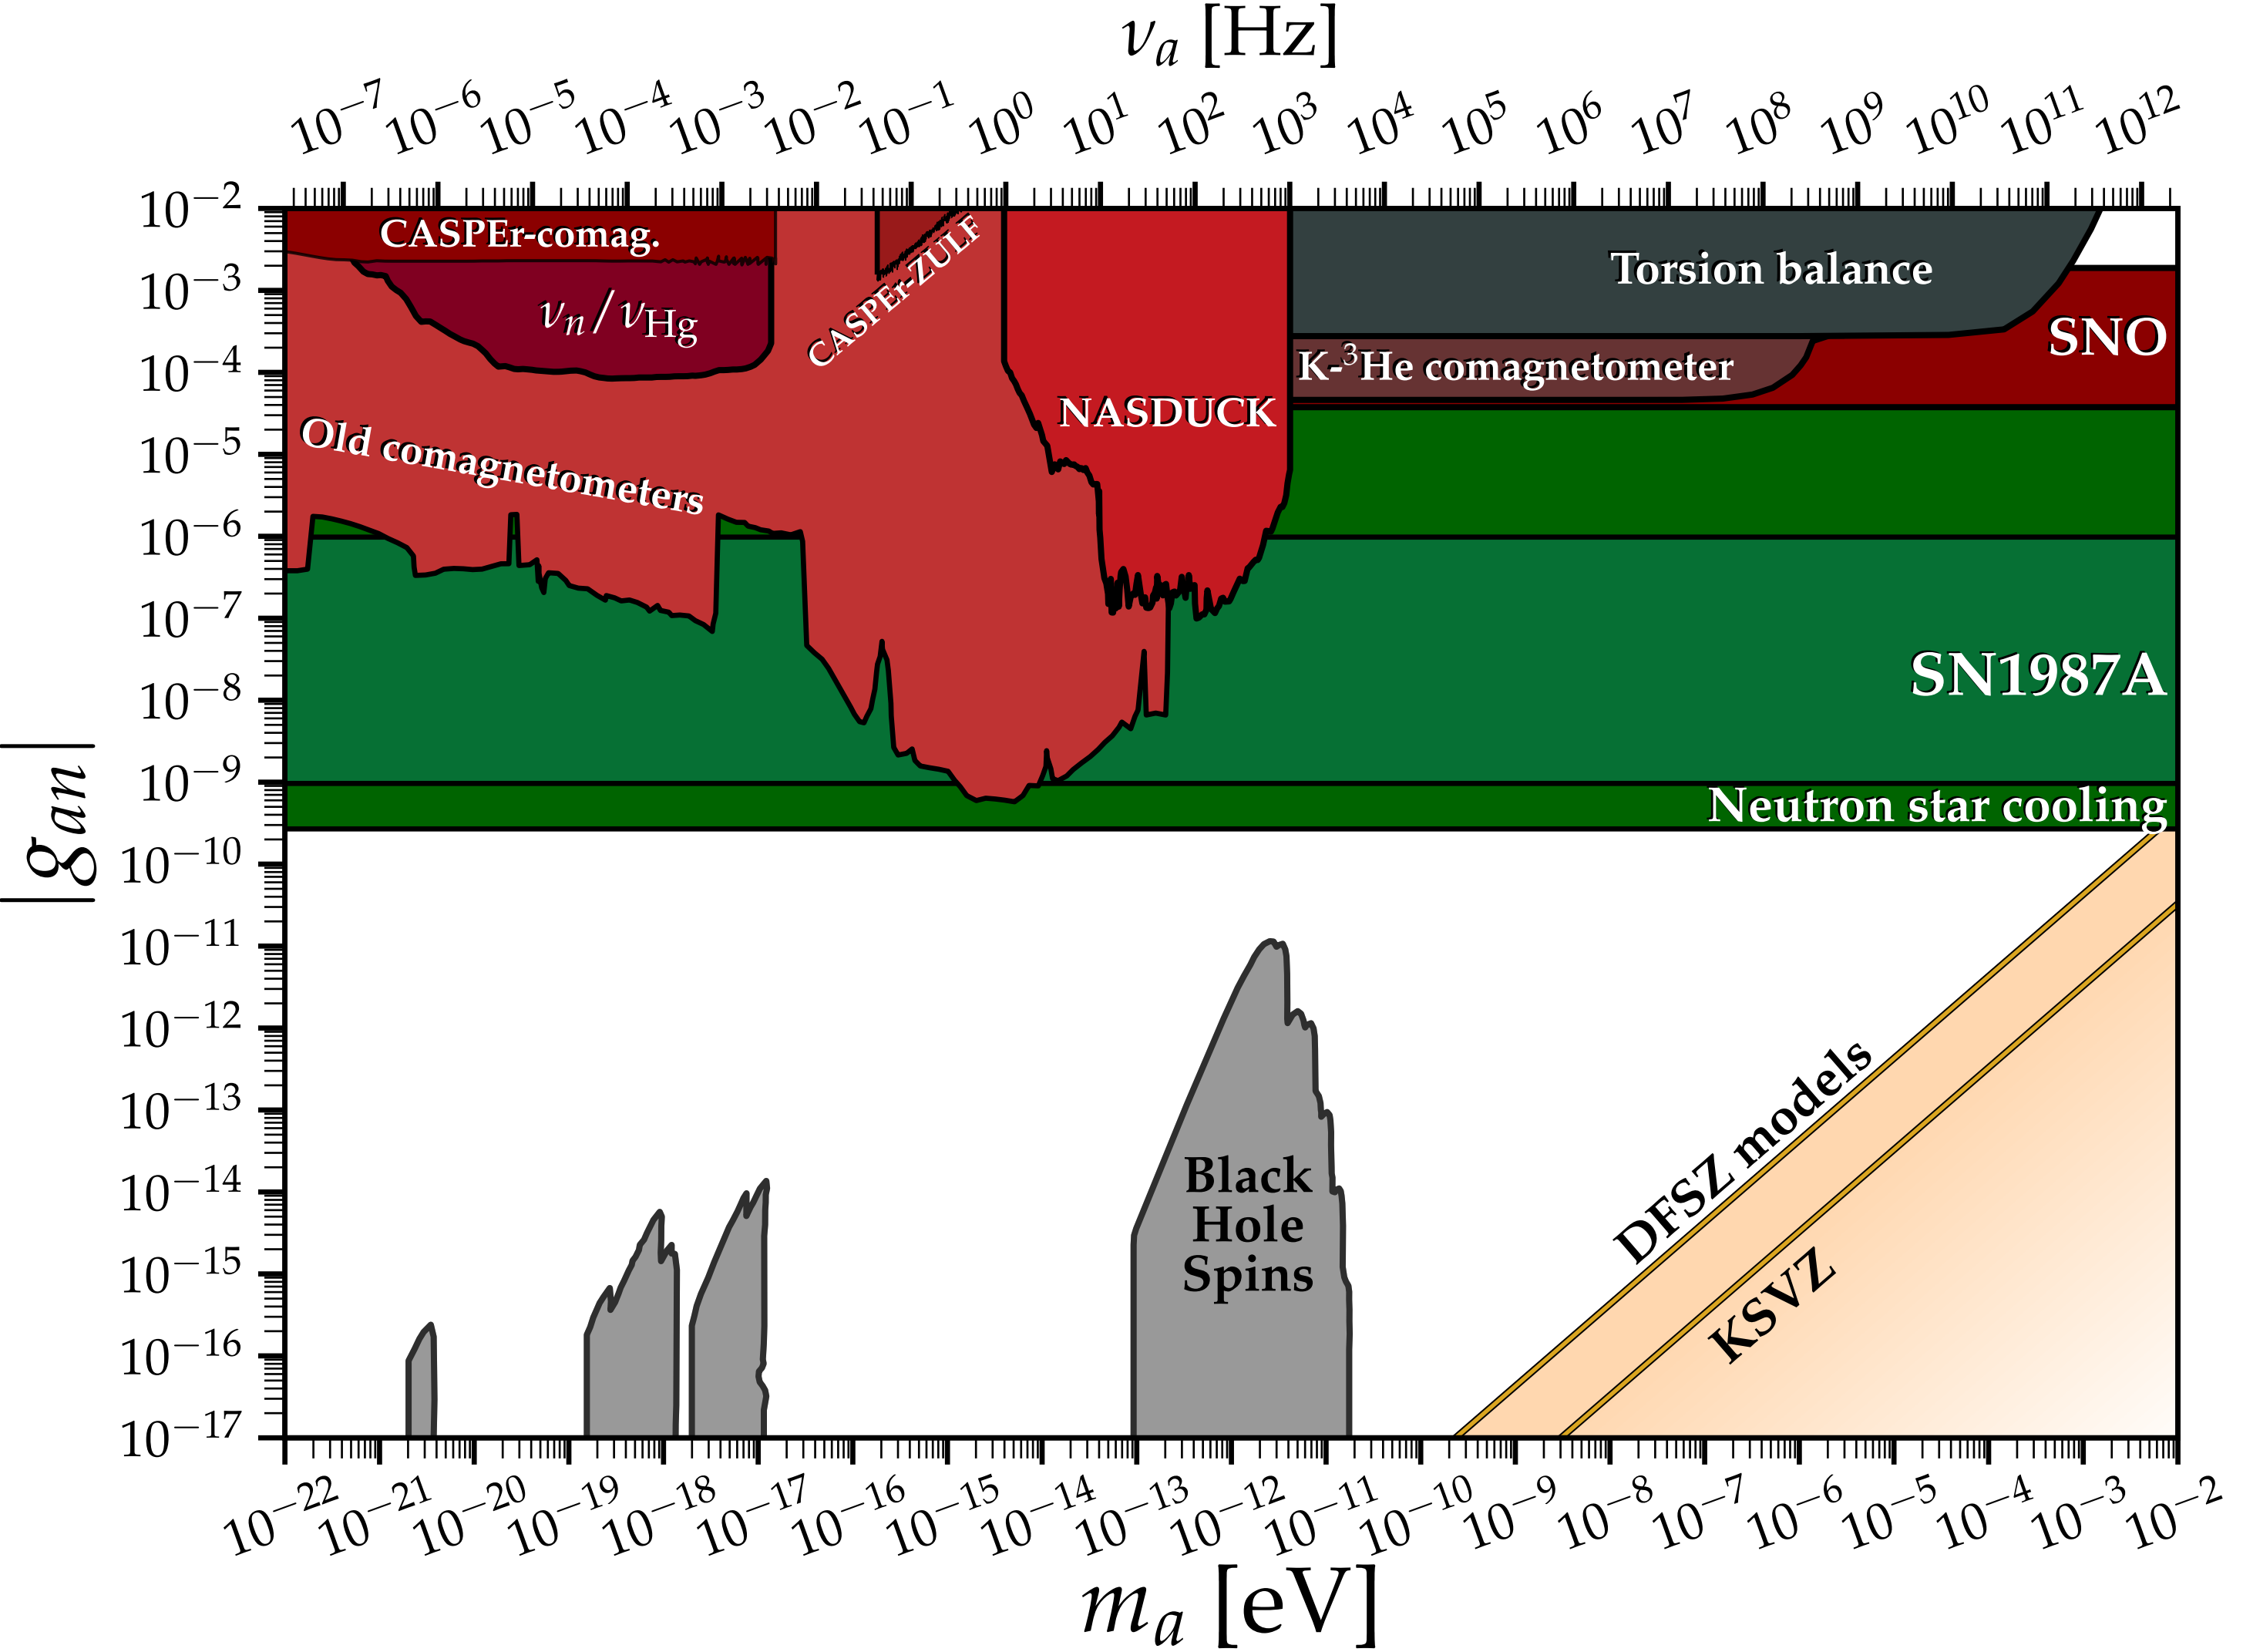 ν_a [Hz]
10^−7 10^−6 10^−5 10^−4 10^−3 10^−2 10^−1 10^0 10^1 10^2 10^3 10^4 10^5 10^6 10^7 10^8 10^9 10^10 10^11 10^12
10^−2
10^−3
10^−4
10^−5
10^−6
10^−7
10^−8
10^−9
10^−10
10^−11
10^−12
10^−13
10^−14
10^−15
10^−16
10^−17
|g_an|
CASPEr-comag.
ν_n/ν_Hg
CASPEr-ZULF
Torsion balance
SNO
K-^3He comagnetometer
NASDUCK
Old comagnetometers
SN1987A
Neutron star cooling
Black
Hole
Spins
DFSZ models
KSVZ
10^−22 10^−21 10^−20 10^−19 10^−18 10^−17 10^−16 10^−15 10^−14 10^−13 10^−12 10^−11 10^−10 10^−9 10^−8 10^−7 10^−6 10^−5 10^−4 10^−3 10^−2
m_a [eV]